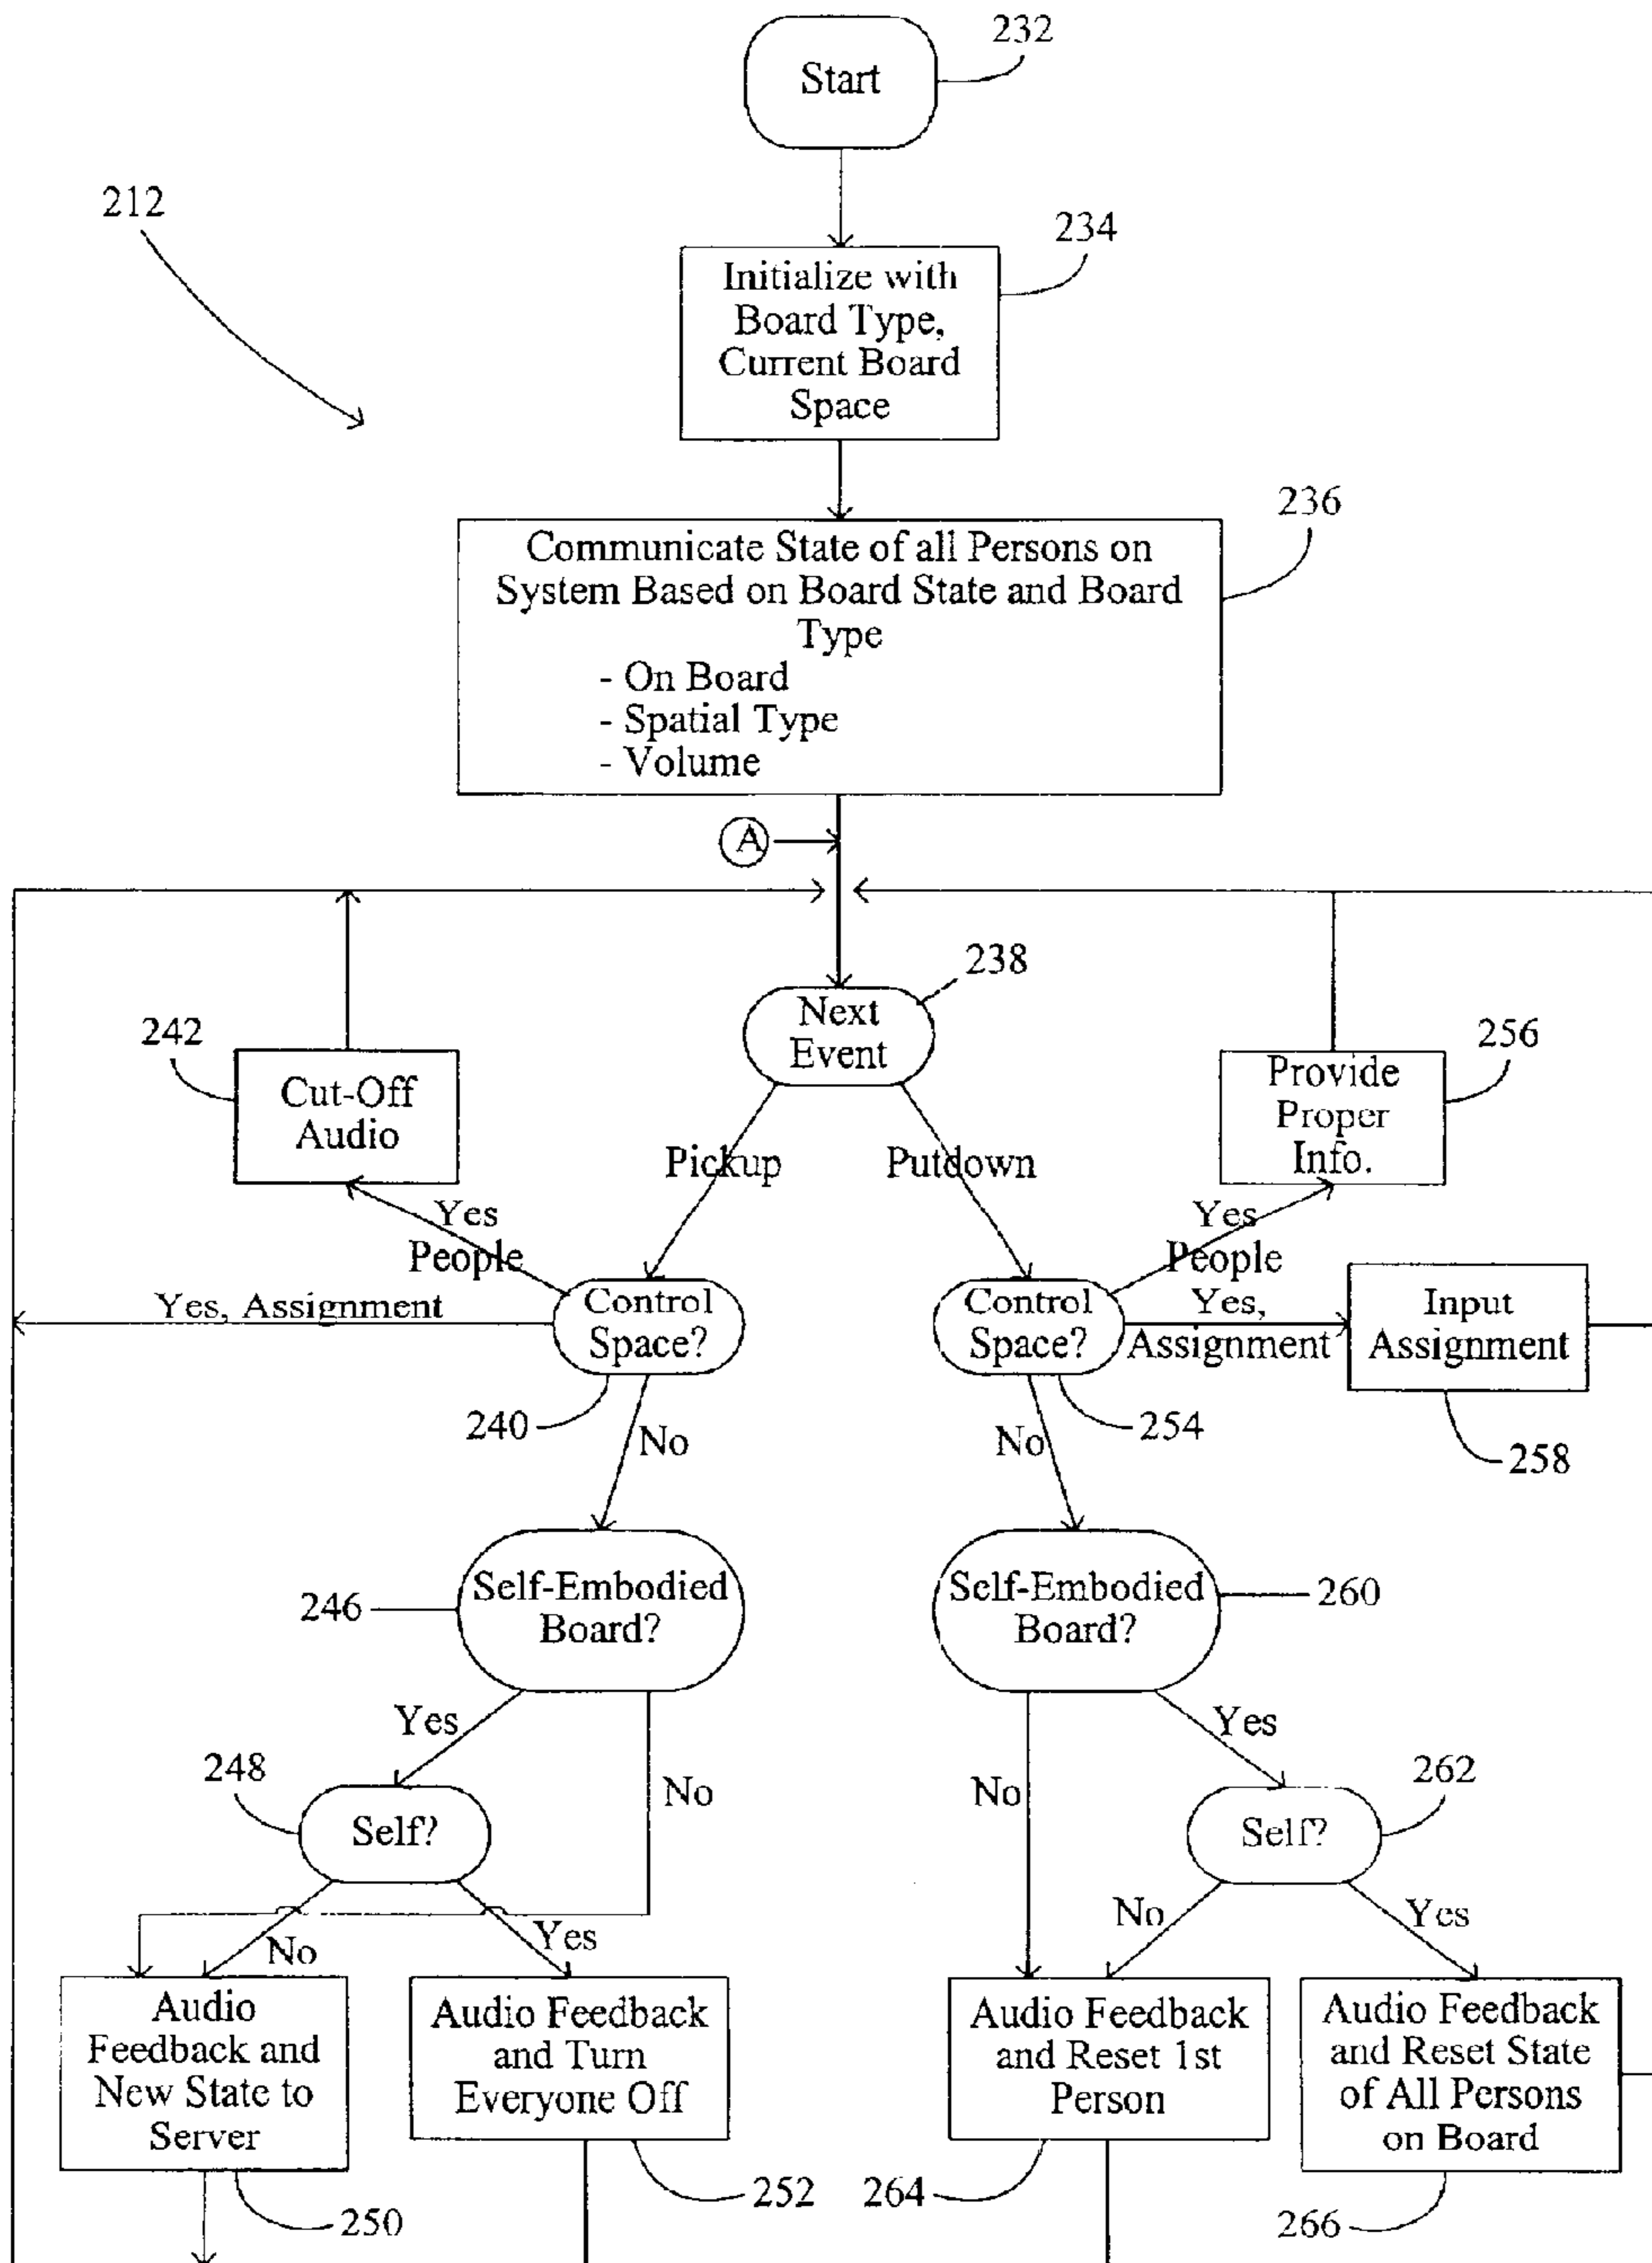 232
Start
212
234
Initialize with
Board Type,
Current Board
Space
236
Communicate State of all Persons on
System Based on Board State and Board
Type
- On Board
- Spatial Type
- Volume
A
238
Next
Event
242
Cut-Off
Audio
256
Provide
Proper
Info.
Pickup
Putdown
Yes
People
Yes
People
Yes, Assignment
Control
Space?
Control
Space?
Yes,
Assignment
Input
Assignment
240
254
258
No
No
246
Self-Embodied
Board?
Self-Embodied
Board?
260
Yes
No
No
Yes
248
Self?
262
Self?
No
Yes
No
Yes
Audio
Feedback and
New State to
Server
Audio Feedback
and Turn
Everyone Off
Audio Feedback
and Reset 1st
Person
Audio Feedback
and Reset State
of All Persons
on Board
250
252
264
266